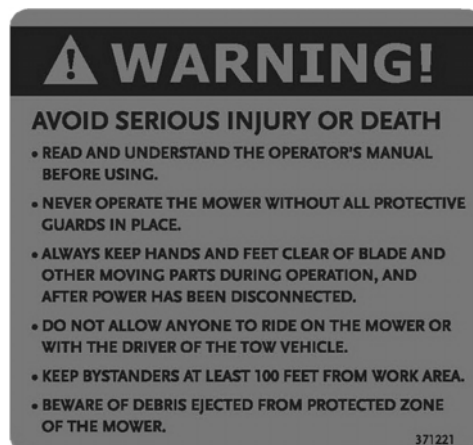 WARNING!
AVOID SERIOUS INJURY OR DEATH
• READ AND UNDERSTAND THE OPERATOR'S MANUAL
BEFORE USING.
• NEVER OPERATE THE MOWER WITHOUT ALL PROTECTIVE
GUARDS IN PLACE.
• ALWAYS KEEP HANDS AND FEET CLEAR OF BLADE AND
OTHER MOVING PARTS DURING OPERATION, AND
AFTER POWER HAS BEEN DISCONNECTED.
• DO NOT ALLOW ANYONE TO RIDE ON THE MOWER OR
WITH THE DRIVER OF THE TOW VEHICLE.
• KEEP BYSTANDERS AT LEAST 100 FEET FROM WORK AREA.
• BEWARE OF DEBRIS EJECTED FROM PROTECTED ZONE
OF THE MOWER.
371221